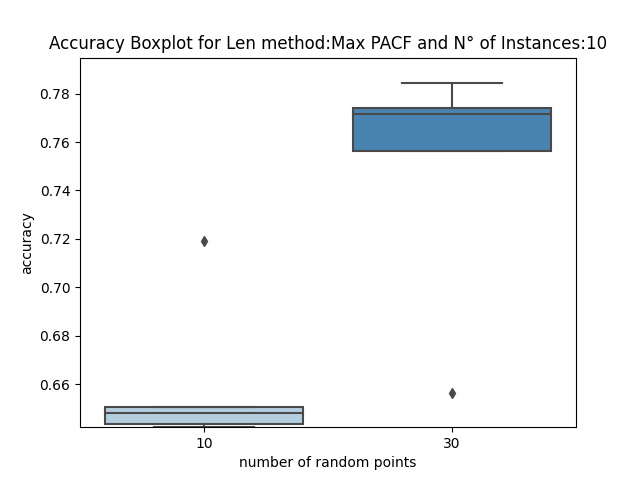 Accuracy Boxplot for Len method:Max PACF and N° of Instances:10
0.78
0.76
0.74
0.72
0.70
0.68
0.66
accuracy
10 30
number of random points